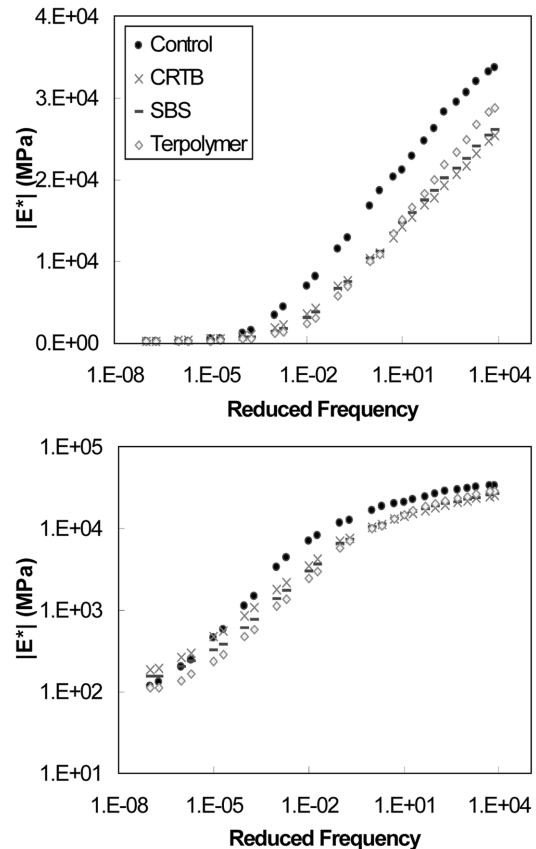 4.E+04
Control
CRTB
SBS
Terpolymer
3.E+04
2.E+04
1.E+04
0.E+00
|E*| (MPa)
1.E-08 1.E-05 1.E-02 1.E+01 1.E+04
Reduced Frequency
1.E+05
1.E+04
1.E+03
1.E+02
1.E+01
|E*| (MPa)
1.E-08 1.E-05 1.E-02 1.E+01 1.E+04
Reduced Frequency